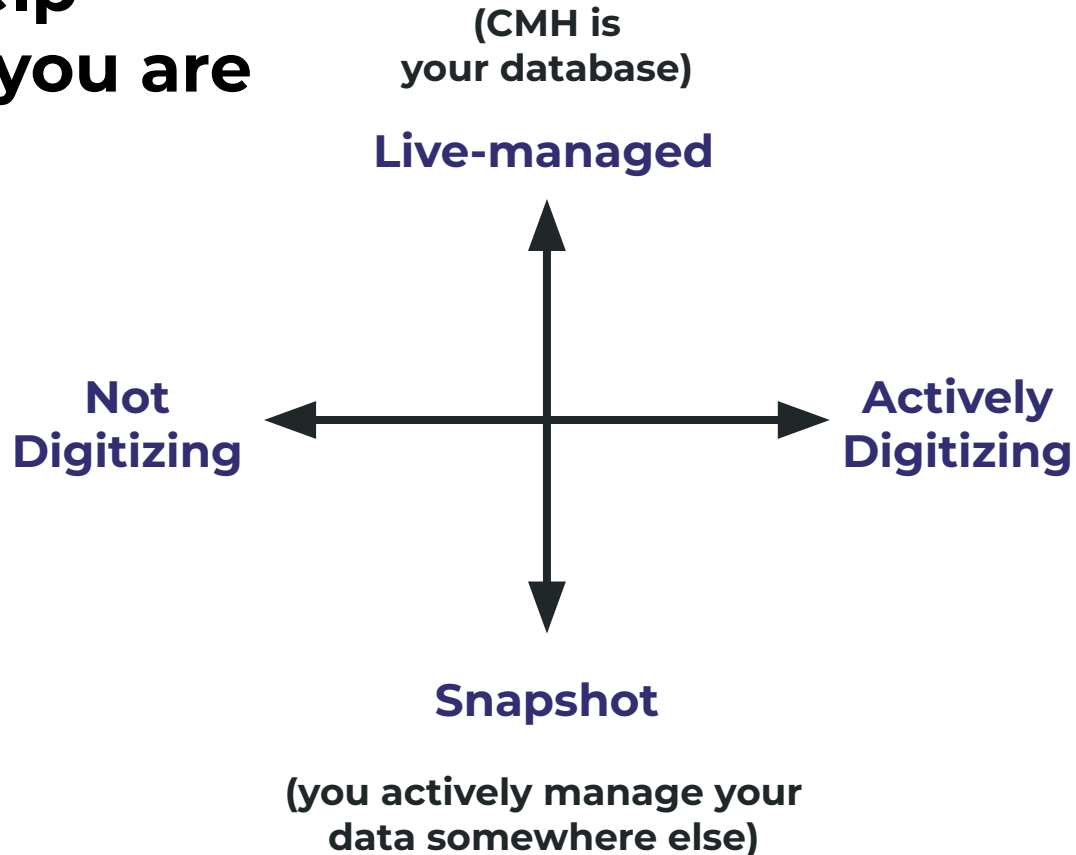 you are
(CMH is
your database)
Live-managed
Not
Digitizing
Actively
Digitizing
Snapshot
(you actively manage your
data somewhere else)